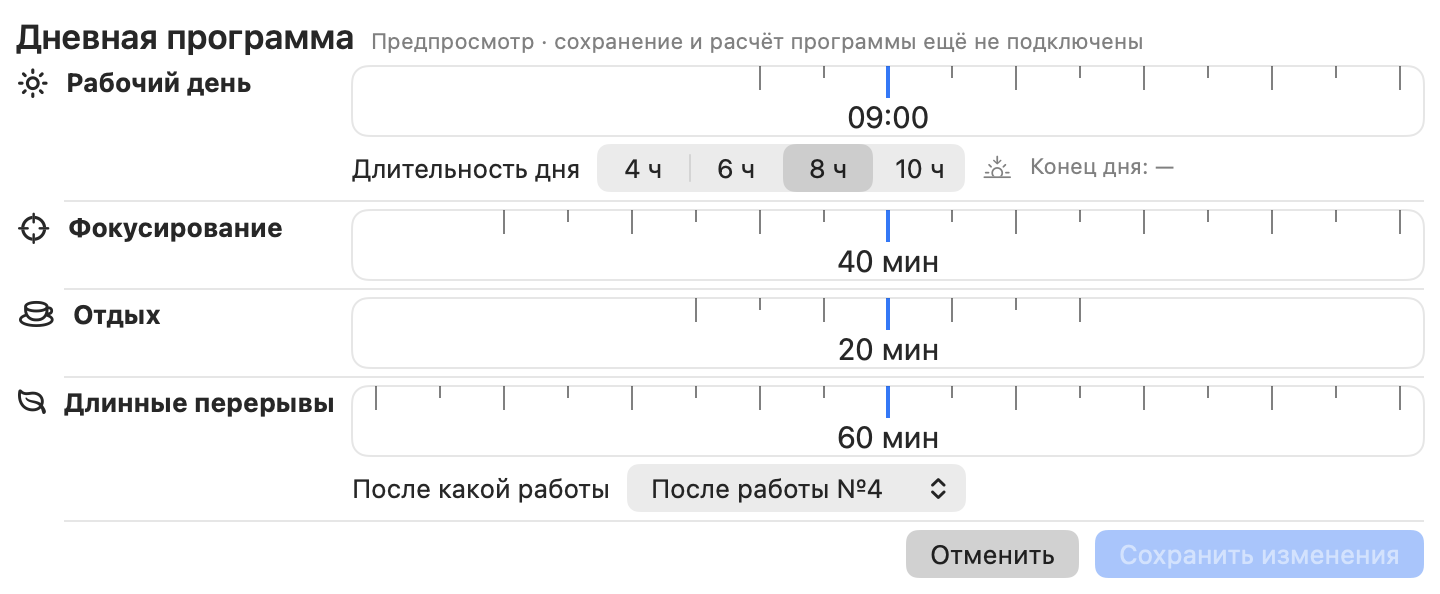 Дневная программа Предпросмотр · сохранение и расчёт программы ещё не подключены
Рабочий день
09:00
Длительность дня 4 ч 6 ч 8 ч 10 ч Конец дня: —
Фокусирование
40 мин
Отдых
20 мин
Длинные перерывы
60 мин
После какой работы После работы №4
Отменить Сохранить изменения